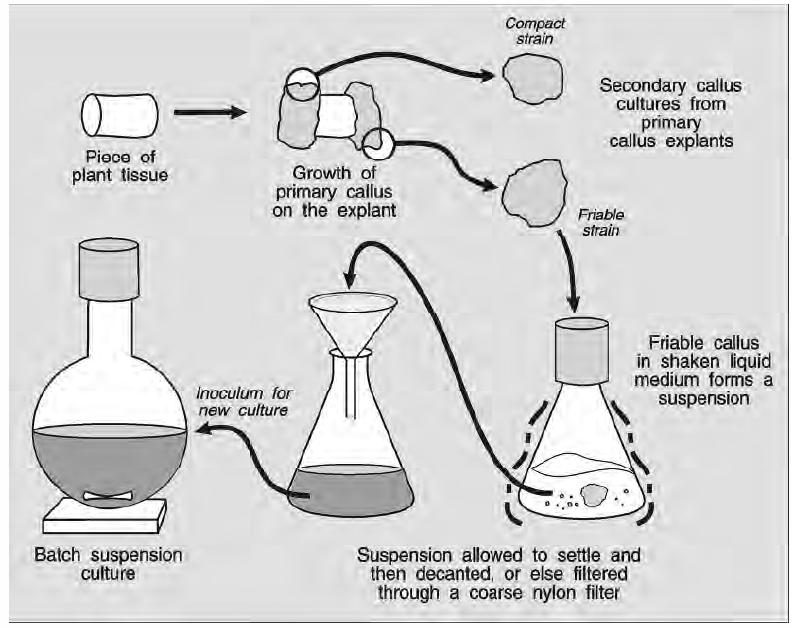 Compact
strain
Secondary callus
cultures from
primary
callus explants
Piece of
plant tissue
Growth of
primary callus
on the explant
Friable
strain
Friable callus
in shaken liquid
medium forms a
suspension
Inoculum for
new culture
Batch suspension
culture
Suspension allowed to settle and
then decanted, or else filtered
through a coarse nylon filter